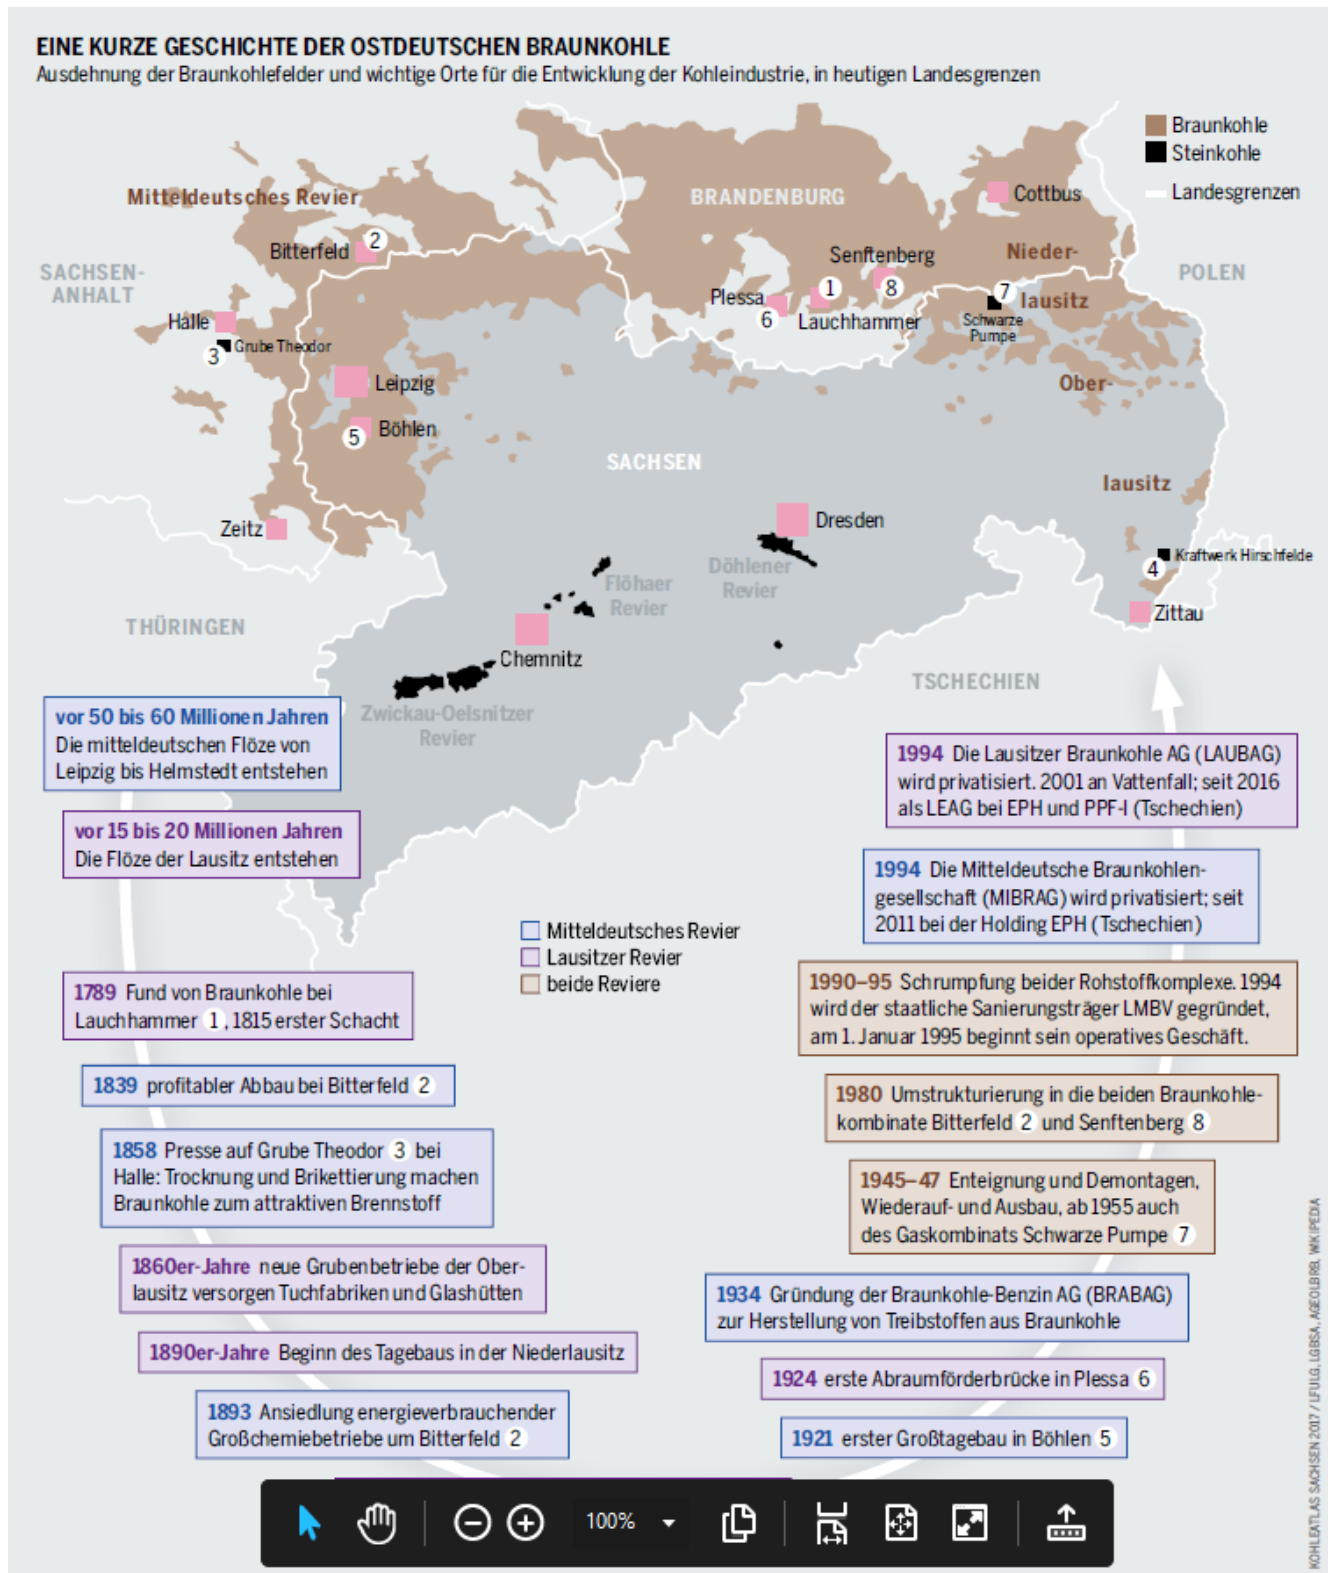 EINE KURZE GESCHICHTE DER OSTDEUTSCHEN BRAUNKOHLE
Ausdehnung der Braunkohlefelder und wichtige Orte für die Entwicklung der Kohleindustrie, in heutigen Landesgrenzen
Braunkohle
Steinkohle
Landesgrenzen
Mitteldeutsches Revier
BRANDENBURG
Cottbus
Bitterfeld 2
Senftenberg
8
Nieder-
lausitz
SACHSEN-
ANHALT
POLEN
Plessa
6
1
Lauchhammer
7
Schwarze
Pumpe
Halle
3 Grube Theodor
Leipzig
Ober-
lausitz
5 Böhlen
SACHSEN
Zeitz
Dresden
Döhlener
Revier
Kraftwerk Hirschfelde
4
Zittau
Flöhaer
Revier
THÜRINGEN
Chemnitz
TSCHECHIEN
Zwickau-Oelsnitzer
Revier
vor 50 bis 60 Millionen Jahren
Die mitteldeutschen Flöze von
Leipzig bis Helmstedt entstehen
vor 15 bis 20 Millionen Jahren
Die Flöze der Lausitz entstehen
Mitteldeutsches Revier
Lausitzer Revier
beide Reviere
1789 Fund von Braunkohle bei
Lauchhammer 1, 1815 erster Schacht
1839 profitabler Abbau bei Bitterfeld 2
1858 Presse auf Grube Theodor 3 bei
Halle: Trocknung und Brikettierung machen
Braunkohle zum attraktiven Brennstoff
1860er-Jahre neue Grubenbetriebe der Ober-
lausitz versorgen Tuchfabriken und Glashütten
1890er-Jahre Beginn des Tagebaus in der Niederlausitz
1893 Ansiedlung energieverbrauchender
Großchemiebetriebe um Bitterfeld 2
1921 erster Großtagebau in Böhlen 5
1924 erste Abraumförderbrücke in Plessa 6
1934 Gründung der Braunkohle-Benzin AG (BRABAG)
zur Herstellung von Treibstoffen aus Braunkohle
1945–47 Enteignung und Demontagen,
Wiederauf- und Ausbau, ab 1955 auch
des Gaskombinats Schwarze Pumpe 7
1980 Umstrukturierung in die beiden Braunkohle-
kombinate Bitterfeld 2 und Senftenberg 8
1990–95 Schrumpfung beider Rohstoffkomplexe. 1994
wird der staatliche Sanierungsträger LMBV gegründet,
am 1. Januar 1995 beginnt sein operatives Geschäft.
1994 Die Mitteldeutsche Braunkohlen-
gesellschaft (MIBRAG) wird privatisiert; seit
2011 bei der Holding EPH (Tschechien)
1994 Die Lausitzer Braunkohle AG (LAUBAG)
wird privatisiert. 2001 an Vattenfall; seit 2016
als LEAG bei EPH und PPF-I (Tschechien)
KOHLEATLAS SACHSEN 2017 / LFULG, LGBSA, AGEOLBRB, WIKIPEDIA
100%